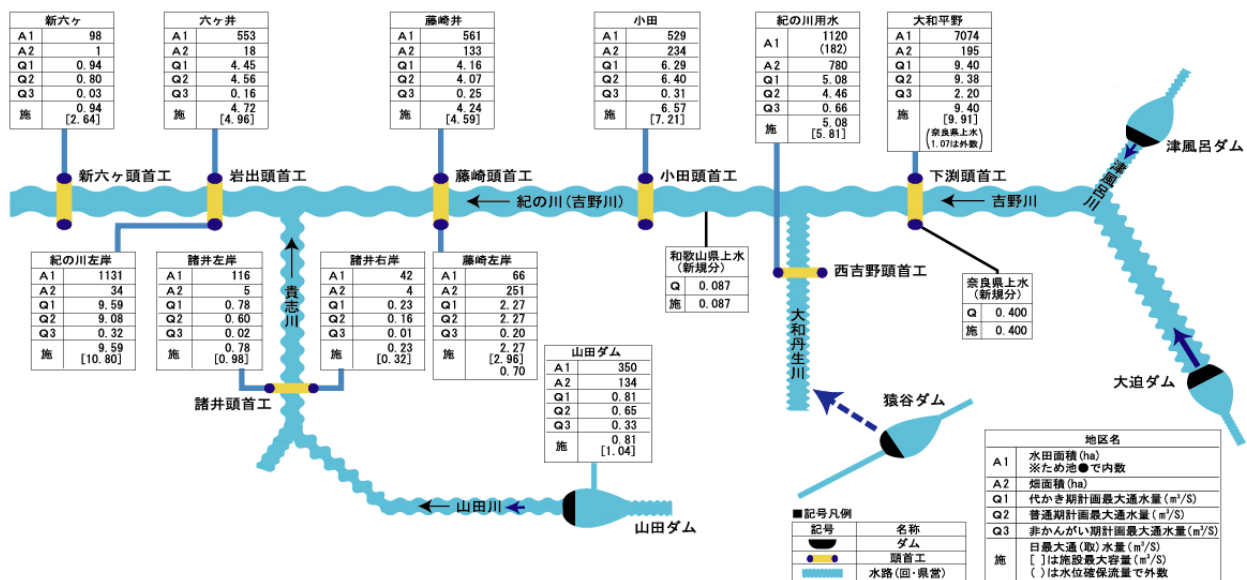 新六ヶ
A1 98
A2 1
Q1 0.94
Q2 0.80
Q3 0.03
施 0.94
[2.64]
六ヶ井
A1 553
A2 18
Q1 4.45
Q2 4.56
Q3 0.16
施 4.72
[4.96]
藤崎井
A1 561
A2 133
Q1 4.16
Q2 4.07
Q3 0.25
施 4.24
[4.59]
小田
A1 529
A2 234
Q1 6.29
Q2 6.40
Q3 0.31
施 6.57
[7.21]
紀の川用水
A1 1120
(182)
A2 780
Q1 5.08
Q2 4.46
Q3 0.66
施 5.08
[5.81]
大和平野
A1 7074
A2 195
Q1 9.40
Q2 9.38
Q3 2.20
施 9.40
[9.91]
(奈良県上水
1.07は外数)
津風呂ダム
津風呂川
新六ヶ頭首工
岩出頭首工
藤崎頭首工
小田頭首工
下渕頭首工
←紀の川(吉野川)
←吉野川
紀の川左岸
A1 1131
A2 34
Q1 9.59
Q2 9.08
Q3 0.32
施 9.59
[10.80]
諸井左岸
A1 116
A2 5
Q1 0.78
Q2 0.60
Q3 0.02
施 0.78
[0.98]
貴志川
諸井右岸
A1 42
A2 4
Q1 0.23
Q2 0.16
Q3 0.01
施 0.23
[0.32]
藤崎左岸
A1 66
A2 251
Q1 2.27
Q2 2.27
Q3 0.20
施 2.27
[2.96]
0.70
和歌山県上水
(新規分)
Q 0.087
施 0.087
西吉野頭首工
大和丹生川
奈良県上水
(新規分)
Q 0.400
施 0.400
大迫ダム
諸井頭首工
山田ダム
A1 350
A2 134
Q1 0.81
Q2 0.65
Q3 0.33
施 0.81
[1.04]
猿谷ダム
←山田川
山田ダム
■記号凡例
記号 名称
ダム
頭首工
水路(国・県営)
地区名
A1 水田面積(ha)
※ため池●で内数
A2 畑面積(ha)
Q1 代かき期計画最大通水量(m³/S)
Q2 普通期計画最大通水量(m³/S)
Q3 非かんがい期計画最大通水量(m³/S)
施 日最大通(取)水量(m³/S)
[ ]は施設最大容量(m³/S)
( )は水位確保流量で外数